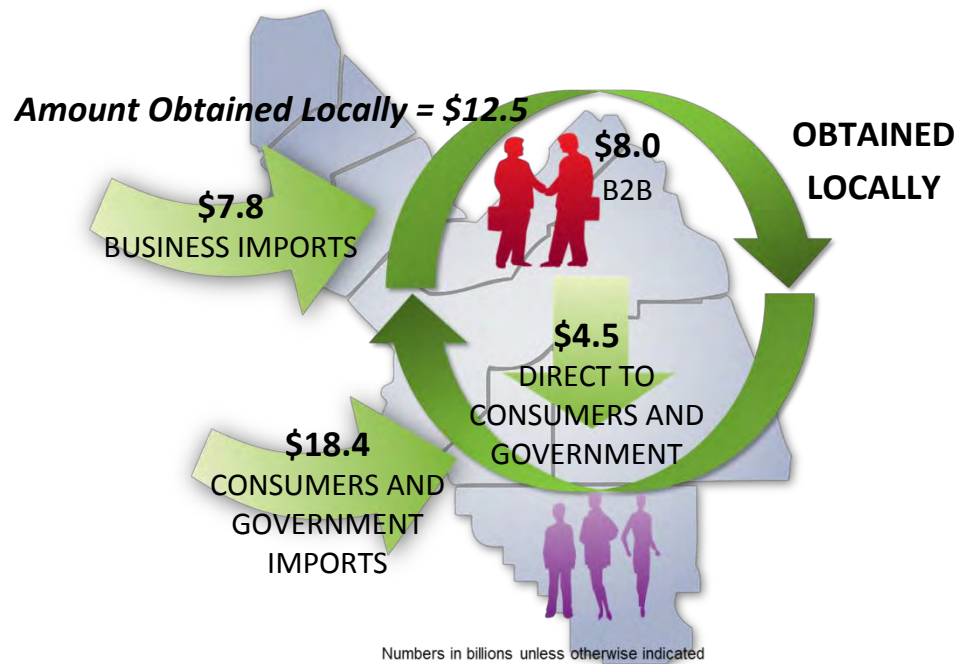 Amount Obtained Locally = $12.5
OBTAINED
LOCALLY
$8.0
B2B
$7.8
BUSINESS IMPORTS
$4.5
DIRECT TO
CONSUMERS AND
GOVERNMENT
$18.4
CONSUMERS AND
GOVERNMENT
IMPORTS
Numbers in billions unless otherwise indicated